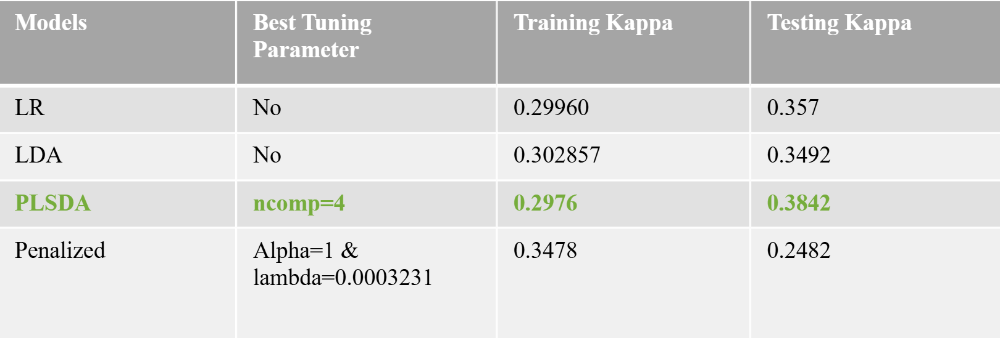 Models
Best Tuning
Parameter
Training Kappa
Testing Kappa
LR
No
0.29960
0.357
LDA
No
0.302857
0.3492
PLSDA
ncomp=4
0.2976
0.3842
Penalized
Alpha=1 &
lambda=0.0003231
0.3478
0.2482